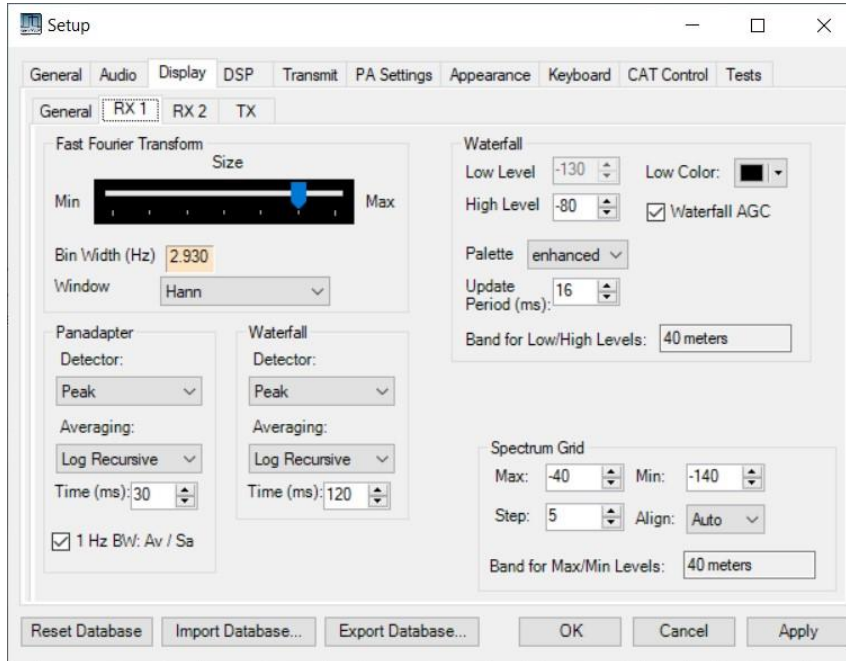 Setup
General Audio Display DSP Transmit PA Settings Appearance Keyboard CAT Control Tests
General RX 1 RX 2 TX
Fast Fourier Transform
Size
Min Max
Bin Width (Hz) 2.930
Window Hann
Panadapter
Detector:
Peak
Averaging:
Log Recursive
Time (ms): 30
1 Hz BW: Av / Sa
Waterfall
Detector:
Peak
Averaging:
Log Recursive
Time (ms): 120
Waterfall
Low Level -130 Low Color:
High Level -80 Waterfall AGC
Palette enhanced
Update
Period (ms): 16
Band for Low/High Levels: 40 meters
Spectrum Grid
Max: -40 Min: -140
Step: 5 Align: Auto
Band for Max/Min Levels: 40 meters
Reset Database Import Database... Export Database... OK Cancel Apply